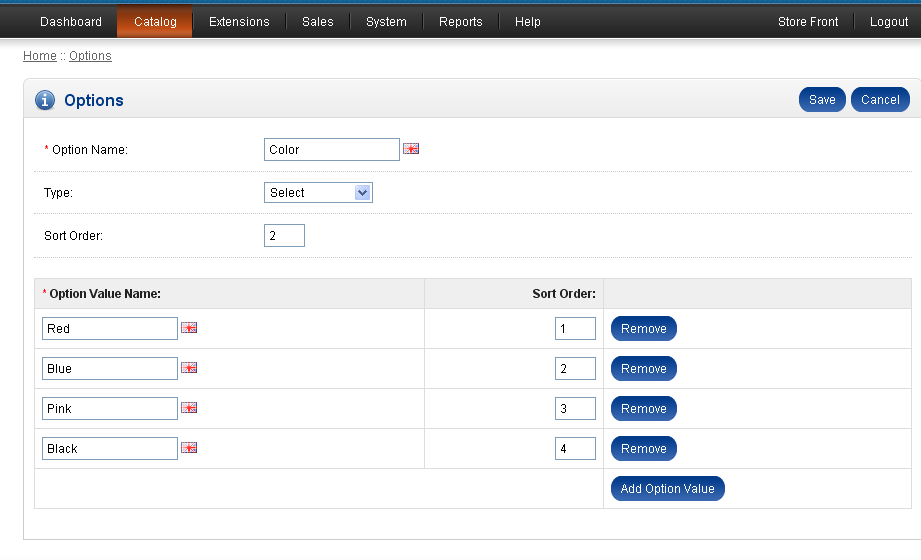 Dashboard Catalog Extensions Sales System Reports Help Store Front Logout
Home :: Options
Options Save Cancel
* Option Name: Color
Type: Select
Sort Order: 2
* Option Value Name: Sort Order:
Red 1 Remove
Blue 2 Remove
Pink 3 Remove
Black 4 Remove
Add Option Value